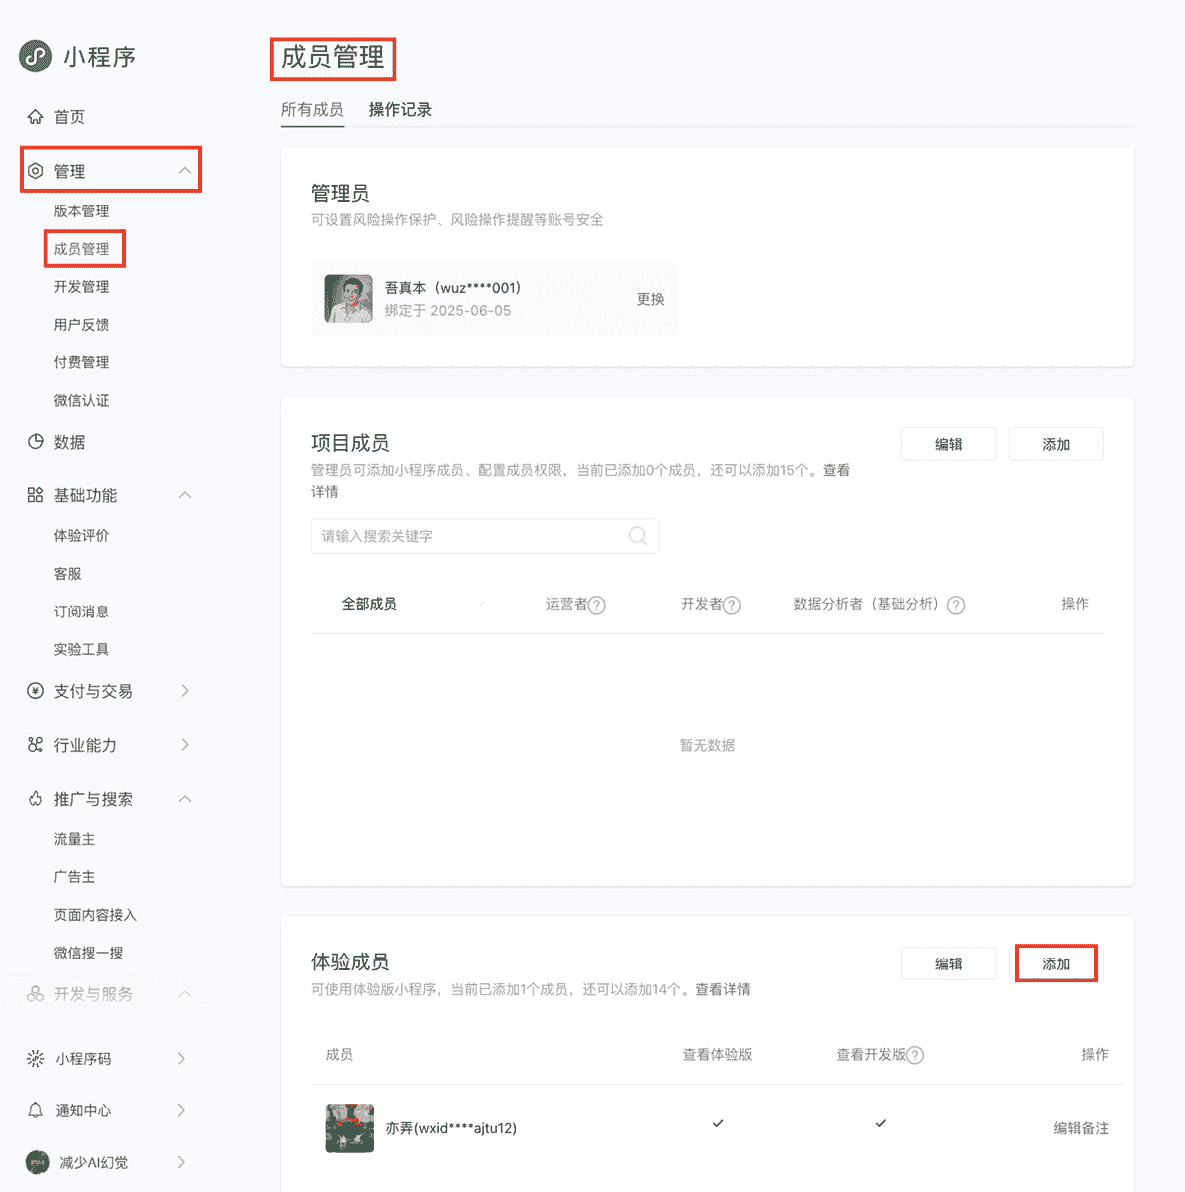 小程序
首页
管理
版本管理
成员管理
开发管理
用户反馈
付费管理
微信认证
数据
基础功能
体验评价
客服
订阅消息
实验工具
支付与交易
行业能力
推广与搜索
流量主
广告主
页面内容接入
微信搜一搜
开发与服务
小程序码
通知中心
减少AI幻觉
成员管理
所有成员 操作记录
管理员
可设置风险操作保护、风险操作提醒等账号安全
吾真本（wuz****001)
绑定于 2025-06-05
更换
项目成员
编辑 添加
管理员可添加小程序成员、配置成员权限，当前已添加0个成员，还可以添加15个。查看
详情
请输入搜索关键字
全部成员 运营者? 开发者? 数据分析者（基础分析）? 操作
暂无数据
体验成员
编辑 添加
可使用体验版小程序，当前已添加1个成员，还可以添加14个。查看详情
成员 查看体验版 查看开发版? 操作
亦弄(wxid****ajtu12) 编辑备注